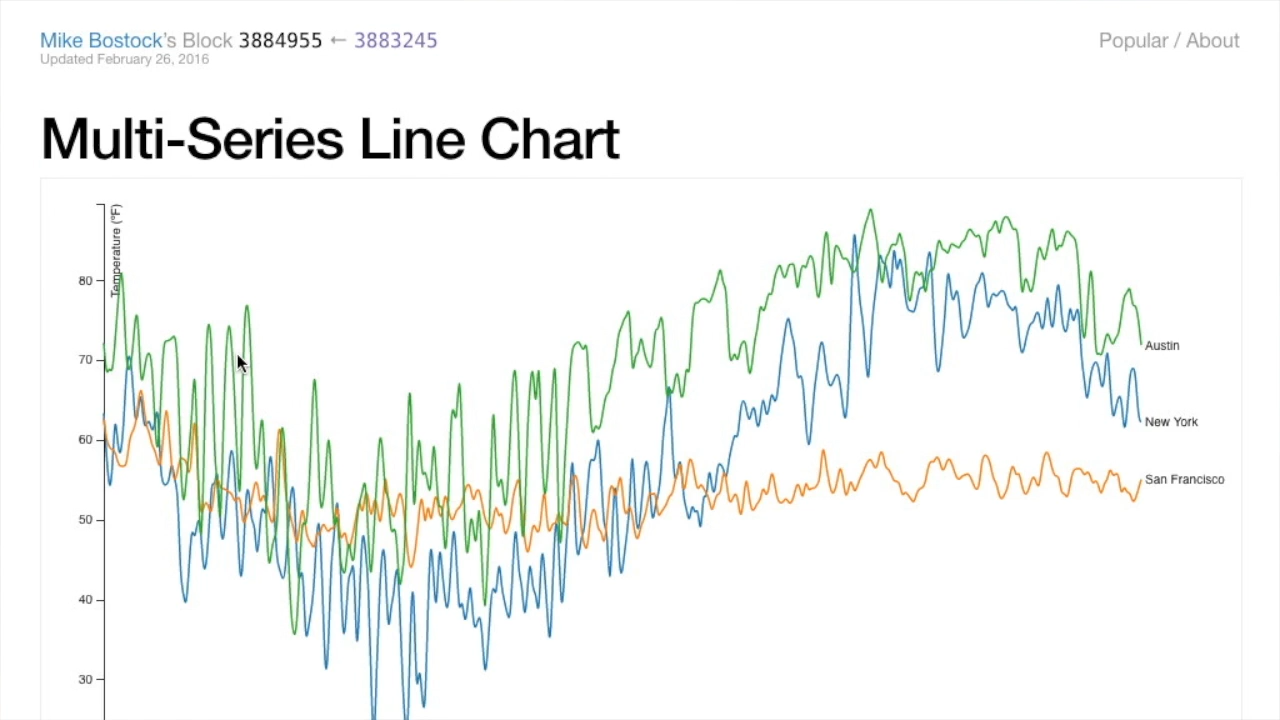 Mike Bostock's Block 3884955 ← 3883245
Popular / About
Updated February 26, 2016
Multi-Series Line Chart
Temperature (ºF)
80
70
60
50
40
30
Austin
New York
San Francisco